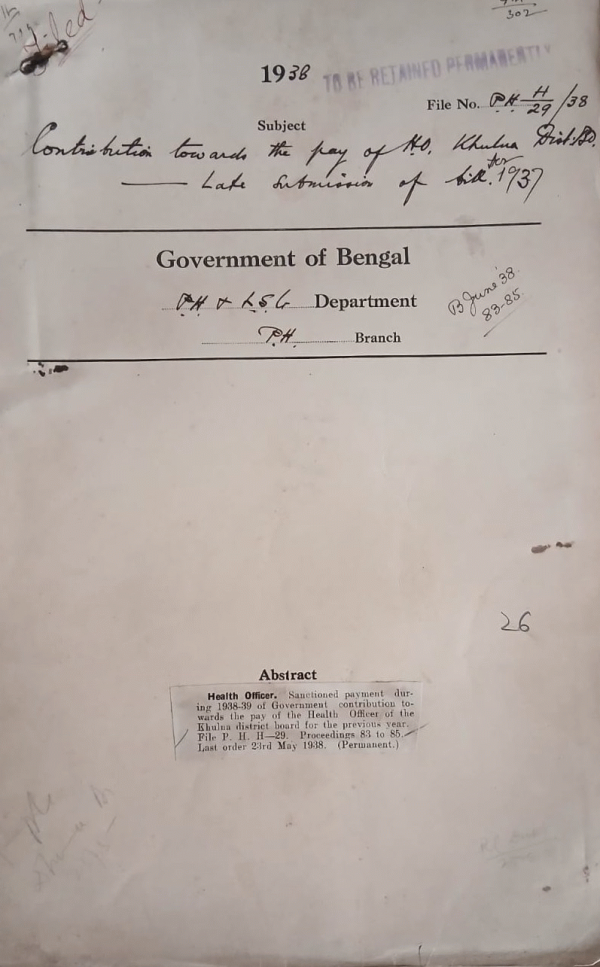 302
Filed
1938
TO BE RETAINED PERMANENTLY
File No. P.H. H/29 /38
Subject
Contribution towards the pay of H.O. Khulna Dist. Bd.
— Late submission of bill for 1937
Government of Bengal
P.H & L.S.G Department
P.H. Branch
B June '38
83-85.
26
Abstract
Health Officer. Sanctioned payment dur-
ing 1938-39 of Government contribution to-
wards the pay of the Health Officer of the
Khulna district board for the previous year.
File P. H. H—29. Proceedings 83 to 85.
Last order 23rd May 1938. (Permanent.)